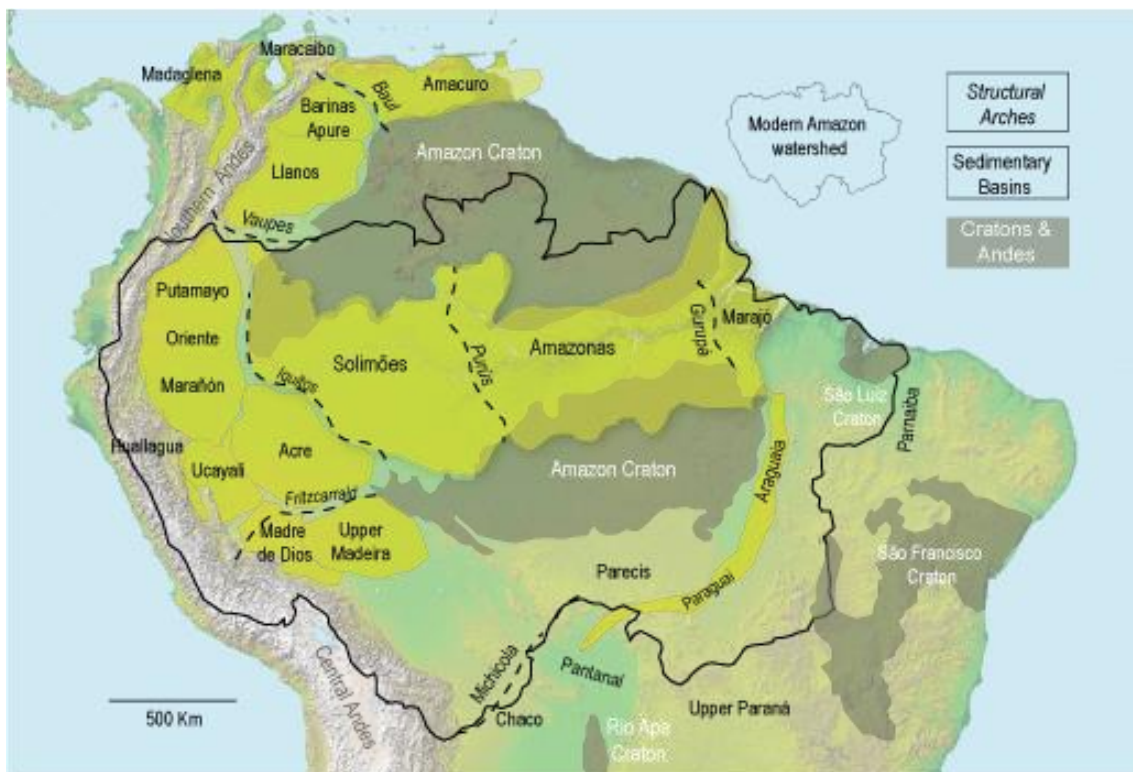 Maracaibo
Madaglena
Amacuro
Baul
Barinas
Apure
Llanos
Amazon Craton
Modern Amazon
watershed
Structural
Arches
Sedimentary
Basins
Cratons &
Andes
Vaupes
Putamayo
Oriente
Marañón
Iquitos
Solimões
Purús
Amazonas
Gurupá
Marajó
São Luiz
Craton
Parnaiba
Huallagua
Ucayali
Acre
Fritzcarrald
Amazon Craton
Araguaia
Madre
de Dios
Upper
Madeira
Parecis
Paraguai
São Francisco
Craton
Central Andes
Michicola
Chaco
Pantanal
Upper Paraná
Rio Apa
Craton
500 Km
Andes